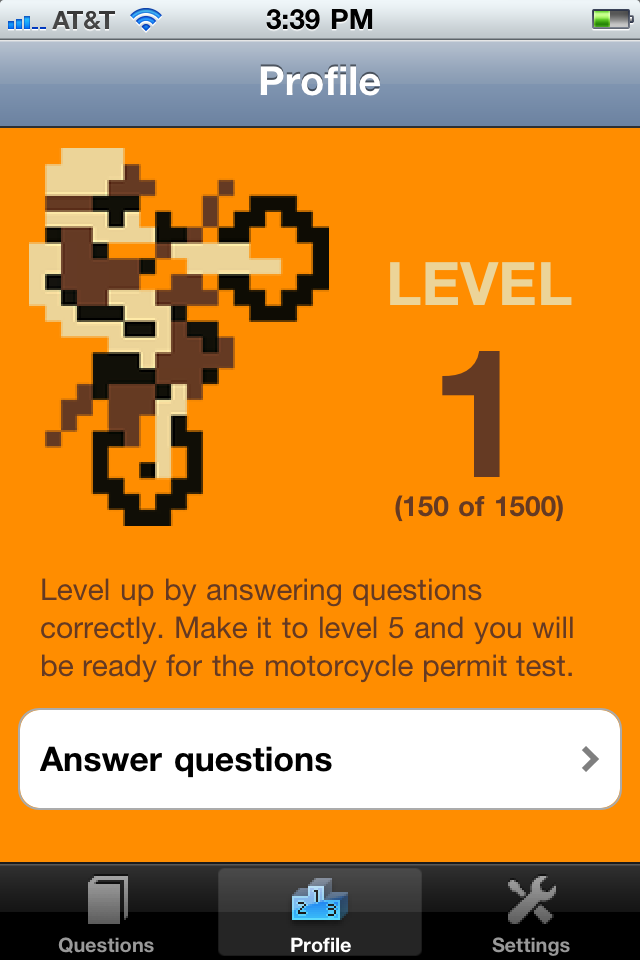 AT&T 3:39 PM
Profile
LEVEL
1
(150 of 1500)
Level up by answering questions
correctly. Make it to level 5 and you will
be ready for the motorcycle permit test.
Answer questions
2 1 3
Questions Profile Settings